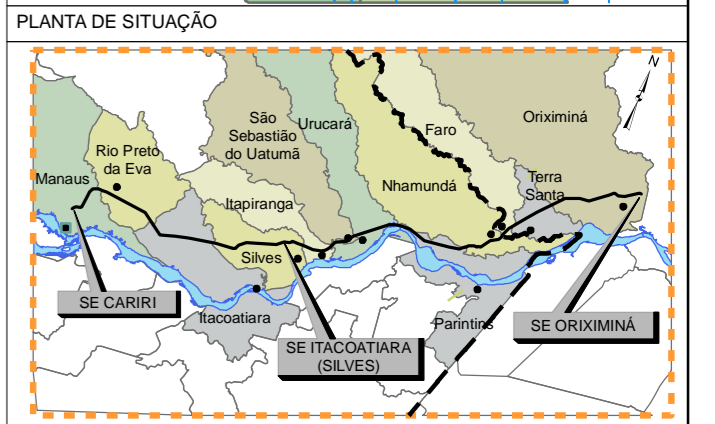 PLANTA DE SITUAÇÃO
N
Oriximiná
São
Sebastião
do Uatumã
Urucará
Faro
Rio Preto
da Eva
Manaus
Nhamundá
Terra
Santa
Itapiranga
Silves
SE CARIRI
Itacoatiara
Parintins
SE ORIXIMINÁ
SE ITACOATIARA
(SILVES)